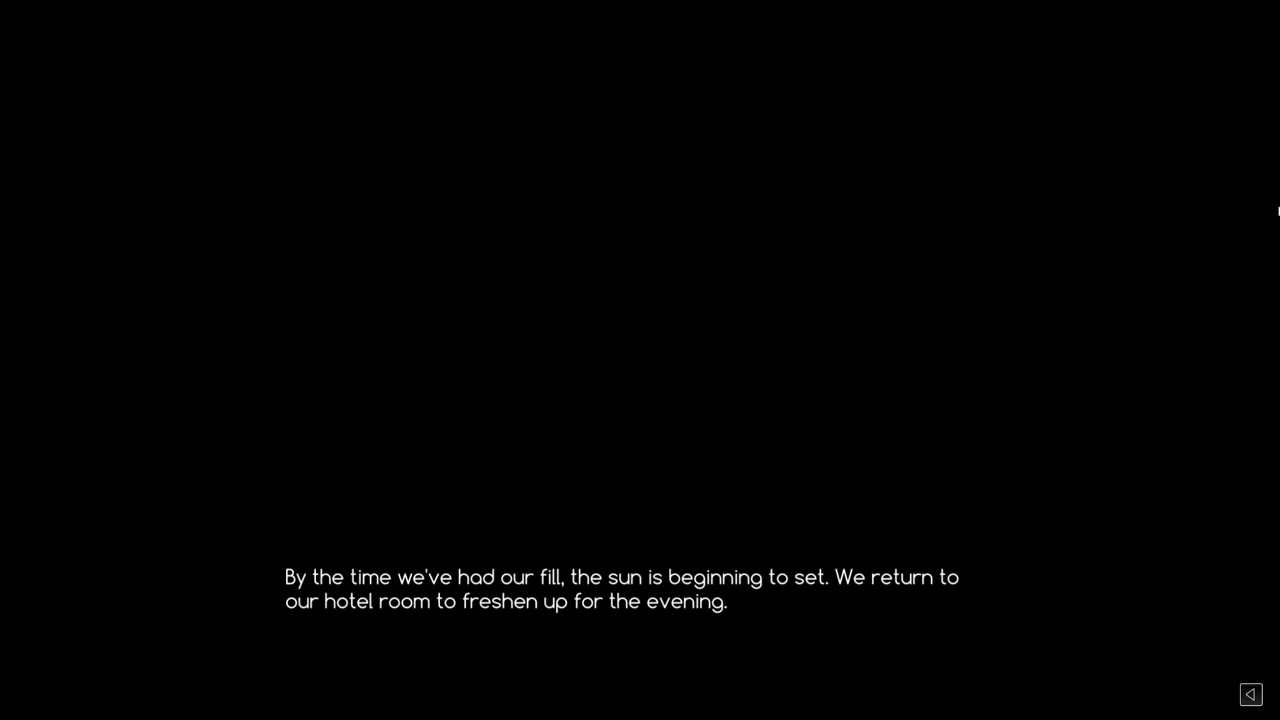 By the time we've had our fill, the sun is beginning to set. We return to
our hotel room to freshen up for the evening.